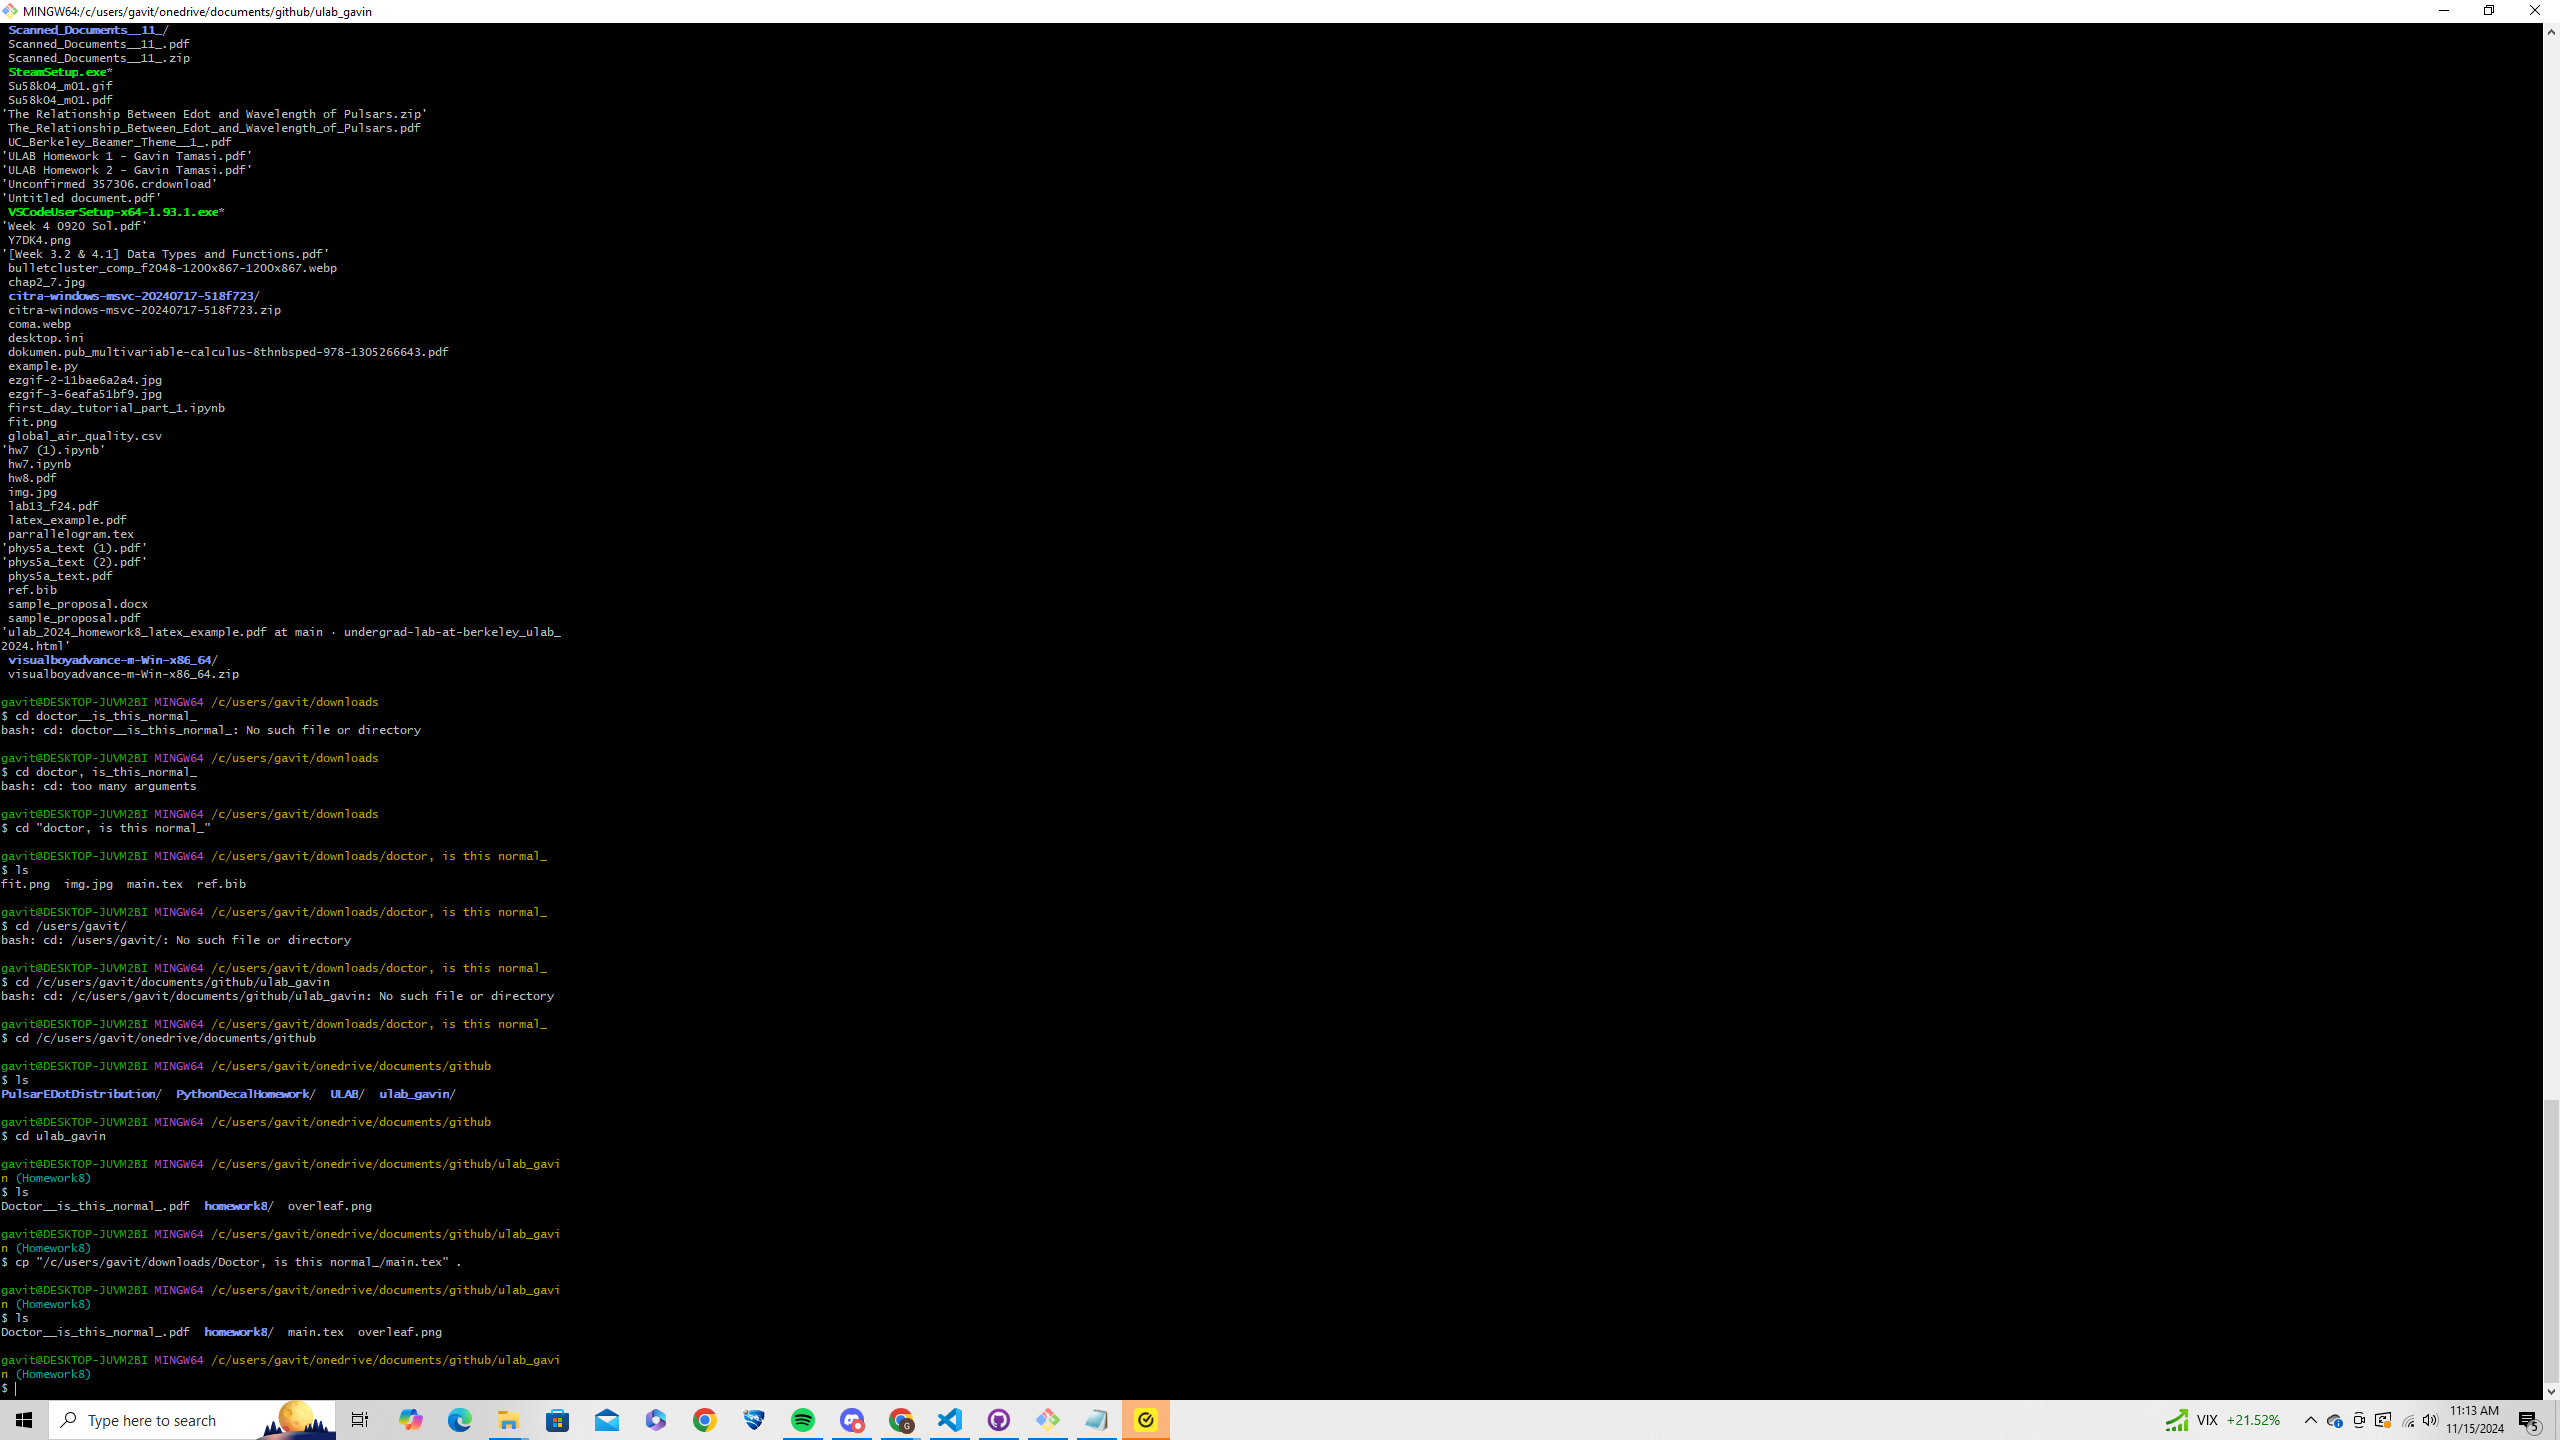 MINGW64:/c/users/gavit/onedrive/documents/github/ulab_gavin
Scanned_Documents__11_/
Scanned_Documents__11_.pdf
Scanned_Documents__11_.zip
SteamSetup.exe*
Su58k04_m01.gif
Su58k04_m01.pdf
'The Relationship Between Edot and Wavelength of Pulsars.zip'
The_Relationship_Between_Edot_and_Wavelength_of_Pulsars.pdf
UC_Berkeley_Beamer_Theme__1_.pdf
'ULAB Homework 1 - Gavin Tamasi.pdf'
'ULAB Homework 2 - Gavin Tamasi.pdf'
'Unconfirmed 357306.crdownload'
'Untitled document.pdf'
VSCodeUserSetup-x64-1.93.1.exe*
'Week 4 0920 Sol.pdf'
Y7DK4.png
'[Week 3.2 & 4.1] Data Types and Functions.pdf'
bulletcluster_comp_f2048-1200x867-1200x867.webp
chap2_7.jpg
citra-windows-msvc-20240717-518f723/
citra-windows-msvc-20240717-518f723.zip
coma.webp
desktop.ini
dokumen.pub_multivariable-calculus-8thnbsped-978-1305266643.pdf
example.py
ezgif-2-11bae6a2a4.jpg
ezgif-3-6eafa51bf9.jpg
first_day_tutorial_part_1.ipynb
fit.png
global_air_quality.csv
'hw7 (1).ipynb'
hw7.ipynb
hw8.pdf
img.jpg
lab13_f24.pdf
latex_example.pdf
parrallelogram.tex
'phys5a_text (1).pdf'
'phys5a_text (2).pdf'
phys5a_text.pdf
ref.bib
sample_proposal.docx
sample_proposal.pdf
'ulab_2024_homework8_latex_example.pdf at main · undergrad-lab-at-berkeley_ulab_
2024.html'
visualboyadvance-m-Win-x86_64/
visualboyadvance-m-Win-x86_64.zip
gavit@DESKTOP-JUVM2BI MINGW64 /c/users/gavit/downloads
$ cd doctor__is_this_normal_
bash: cd: doctor__is_this_normal_: No such file or directory
gavit@DESKTOP-JUVM2BI MINGW64 /c/users/gavit/downloads
$ cd doctor, is_this_normal_
bash: cd: too many arguments
gavit@DESKTOP-JUVM2BI MINGW64 /c/users/gavit/downloads
$ cd "doctor, is this normal_"
gavit@DESKTOP-JUVM2BI MINGW64 /c/users/gavit/downloads/doctor, is this normal_
$ ls
fit.png  img.jpg  main.tex  ref.bib
gavit@DESKTOP-JUVM2BI MINGW64 /c/users/gavit/downloads/doctor, is this normal_
$ cd /users/gavit/
bash: cd: /users/gavit/: No such file or directory
gavit@DESKTOP-JUVM2BI MINGW64 /c/users/gavit/downloads/doctor, is this normal_
$ cd /c/users/gavit/documents/github/ulab_gavin
bash: cd: /c/users/gavit/documents/github/ulab_gavin: No such file or directory
gavit@DESKTOP-JUVM2BI MINGW64 /c/users/gavit/downloads/doctor, is this normal_
$ cd /c/users/gavit/onedrive/documents/github
gavit@DESKTOP-JUVM2BI MINGW64 /c/users/gavit/onedrive/documents/github
$ ls
PulsarEDotDistribution/  PythonDecalHomework/  ULAB/  ulab_gavin/
gavit@DESKTOP-JUVM2BI MINGW64 /c/users/gavit/onedrive/documents/github
$ cd ulab_gavin
gavit@DESKTOP-JUVM2BI MINGW64 /c/users/gavit/onedrive/documents/github/ulab_gavi
n (Homework8)
$ ls
Doctor__is_this_normal_.pdf  homework8/  overleaf.png
gavit@DESKTOP-JUVM2BI MINGW64 /c/users/gavit/onedrive/documents/github/ulab_gavi
n (Homework8)
$ cp "/c/users/gavit/downloads/Doctor, is this normal_/main.tex" .
gavit@DESKTOP-JUVM2BI MINGW64 /c/users/gavit/onedrive/documents/github/ulab_gavi
n (Homework8)
$ ls
Doctor__is_this_normal_.pdf  homework8/  main.tex  overleaf.png
gavit@DESKTOP-JUVM2BI MINGW64 /c/users/gavit/onedrive/documents/github/ulab_gavi
n (Homework8)
$
Type here to search
G
VIX +21.52%
11:13 AM
11/15/2024
5